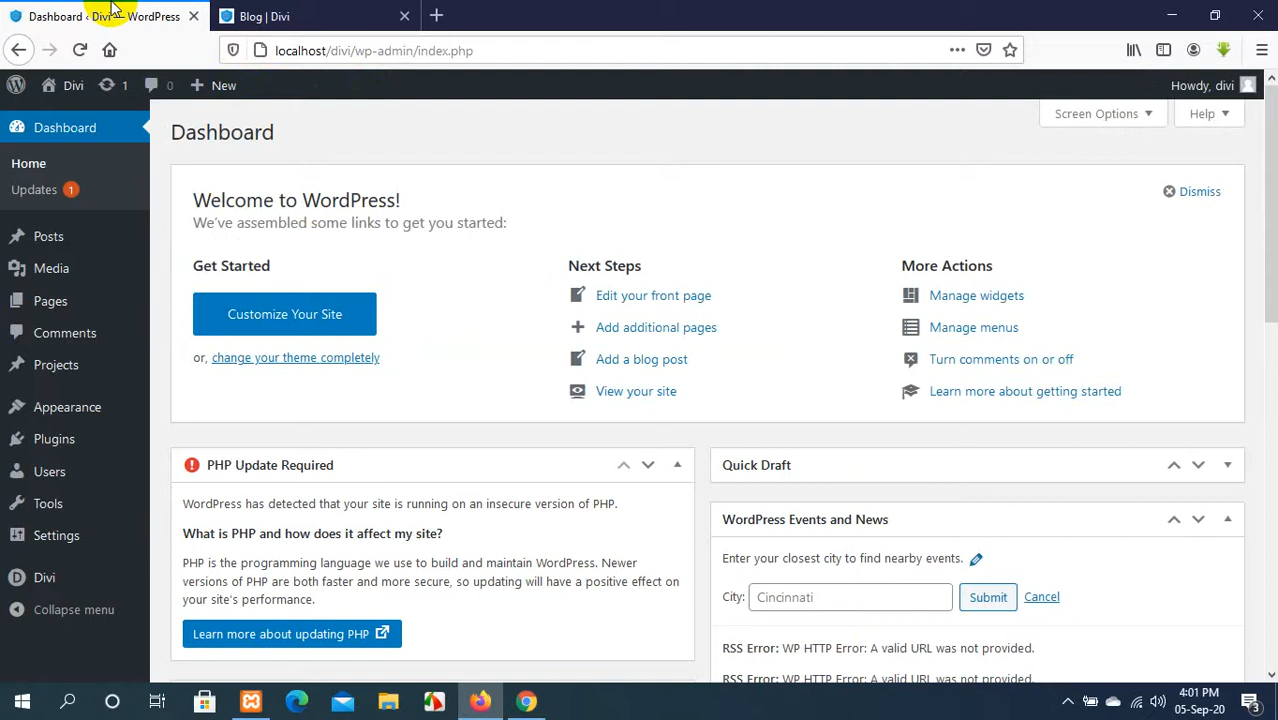 Dashboard ‹ Divi — WordPress
Blog | Divi
localhost/divi/wp-admin/index.php
Divi
1
0
New
Howdy, divi
Dashboard
Home
Updates 1
Posts
Media
Pages
Comments
Projects
Appearance
Plugins
Users
Tools
Settings
Divi
Collapse menu
Dashboard
Screen Options
Help
Welcome to WordPress!
We’ve assembled some links to get you started:
Dismiss
Get Started
Customize Your Site
or, change your theme completely
Next Steps
Edit your front page
Add additional pages
Add a blog post
View your site
More Actions
Manage widgets
Manage menus
Turn comments on or off
Learn more about getting started
PHP Update Required
WordPress has detected that your site is running on an insecure version of PHP.
What is PHP and how does it affect my site?
PHP is the programming language we use to build and maintain WordPress. Newer
versions of PHP are both faster and more secure, so updating will have a positive effect on
your site’s performance.
Learn more about updating PHP
Quick Draft
WordPress Events and News
Enter your closest city to find nearby events.
City: Cincinnati Submit Cancel
RSS Error: WP HTTP Error: A valid URL was not provided.
RSS Error: WP HTTP Error: A valid URL was not provided.
4:01 PM
05-Sep-20
3